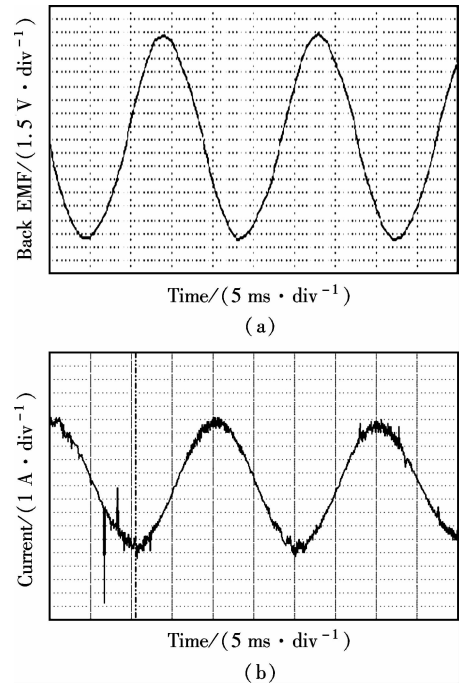 Back EMF/(1.5 V · div⁻¹)
Time/(5 ms · div⁻¹)
(a)
Current/(1 A · div⁻¹)
Time/(5 ms · div⁻¹)
(b)